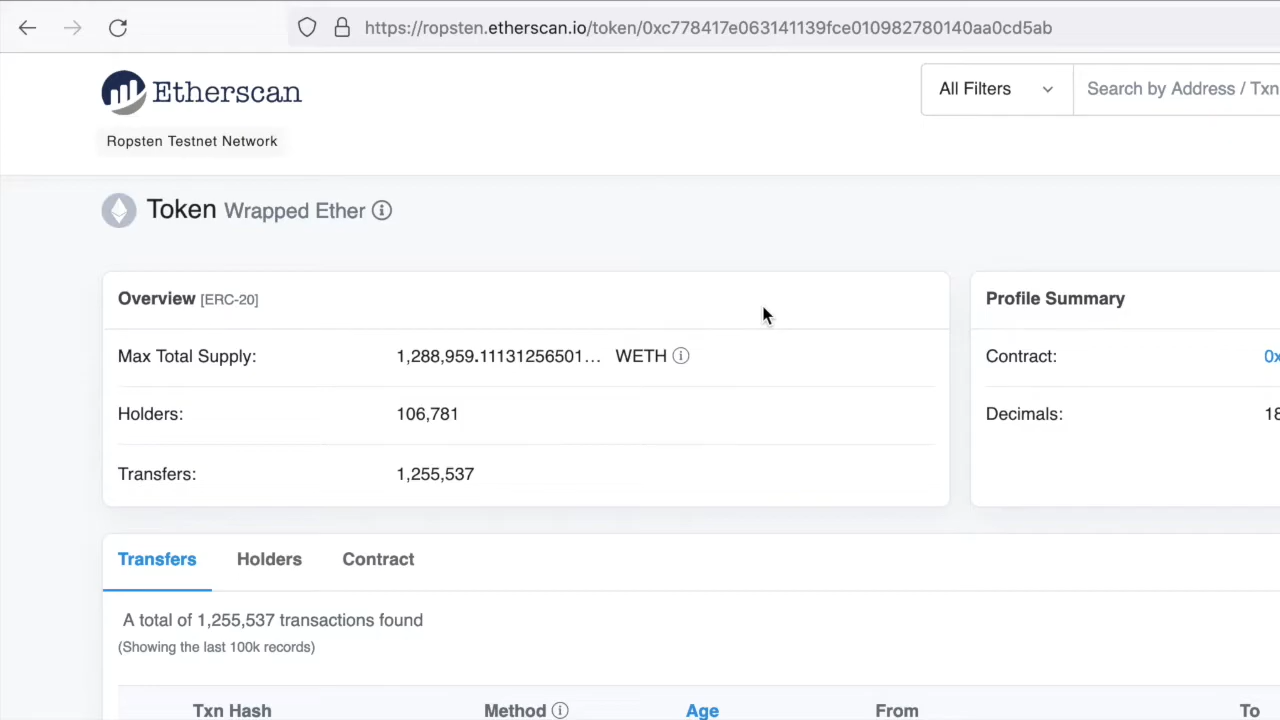 https://ropsten.etherscan.io/token/0xc778417e063141139fce010982780140aa0cd5ab
Etherscan
All Filters
Search by Address / Txn
Ropsten Testnet Network
Token Wrapped Ether
Overview [ERC-20]
Profile Summary
Max Total Supply: 1,288,959.11131256501... WETH
Contract: 0x
Holders: 106,781
Decimals: 18
Transfers: 1,255,537
Transfers Holders Contract
A total of 1,255,537 transactions found
(Showing the last 100k records)
Txn Hash Method Age From To